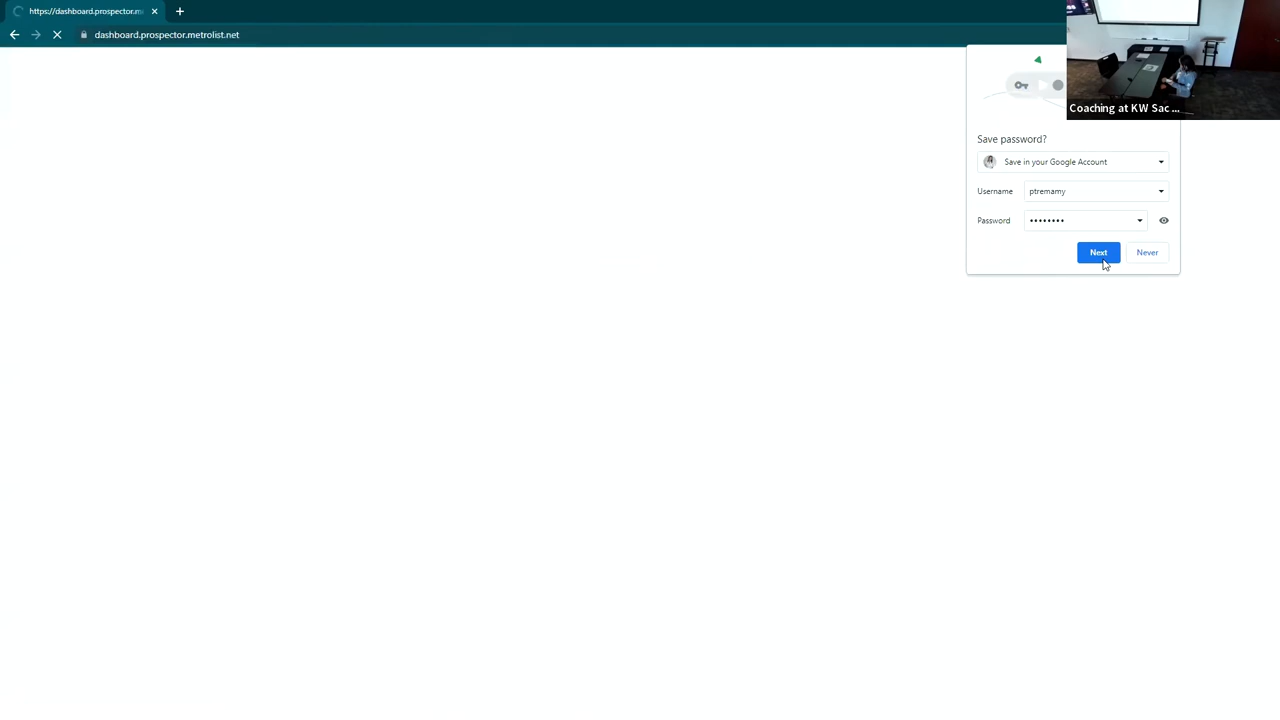 https://dashboard.prospector.m
dashboard.prospector.metrolist.net
Coaching at KW Sac ...
Save password?
Save in your Google Account
Username ptremamy
Password ••••••••
Next Never